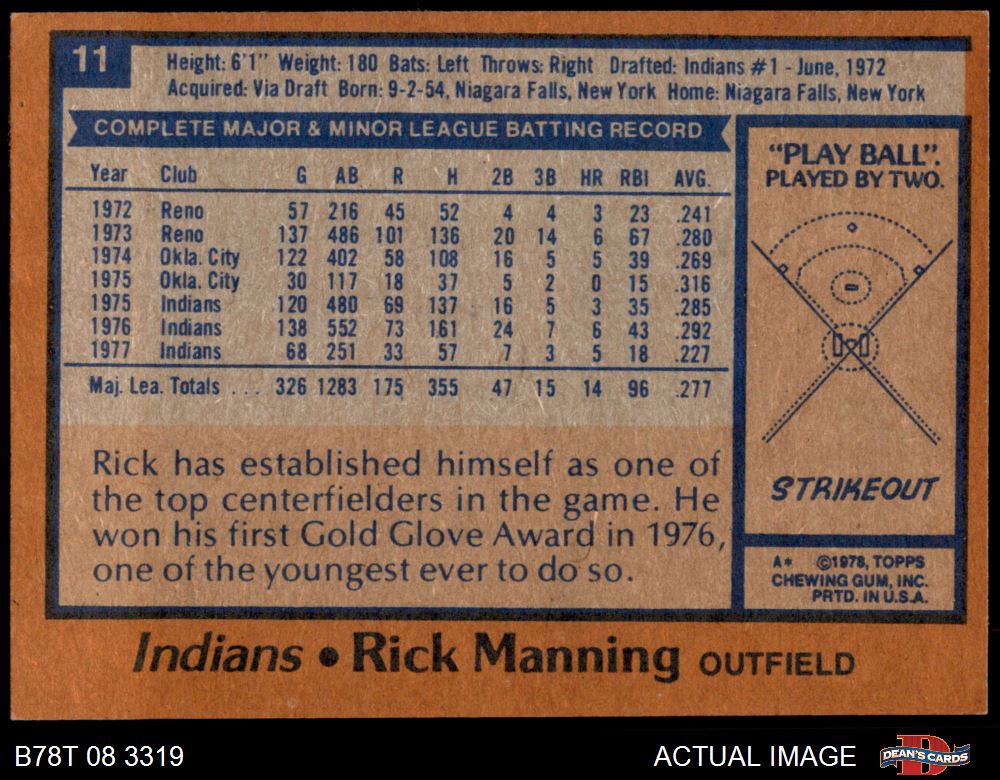 11
Height: 6'1" Weight: 180 Bats: Left Throws: Right Drafted: Indians #1 - June, 1972
Acquired: Via Draft Born: 9-2-54, Niagara Falls, New York Home: Niagara Falls, New York
COMPLETE MAJOR & MINOR LEAGUE BATTING RECORD
Year Club G AB R H 2B 3B HR RBI AVG.
1972 Reno 57 216 45 52 4 4 3 23 .241
1973 Reno 137 486 101 136 20 14 6 67 .280
1974 Okla. City 122 402 58 108 16 5 5 39 .269
1975 Okla. City 30 117 18 37 5 2 0 15 .316
1975 Indians 120 480 69 137 16 5 3 35 .285
1976 Indians 138 552 73 161 24 7 6 43 .292
1977 Indians 68 251 33 57 7 3 5 18 .227
Maj. Lea. Totals . . . 326 1283 175 355 47 15 14 96 .277
Rick has established himself as one of
the top centerfielders in the game. He
won his first Gold Glove Award in 1976,
one of the youngest ever to do so.
"PLAY BALL".
PLAYED BY TWO.
STRIKEOUT
A* ©1978, TOPPS
CHEWING GUM, INC.
PRTD. IN U.S.A.
Indians • Rick Manning OUTFIELD
B78T 08 3319
ACTUAL IMAGE
DEAN'S CARDS